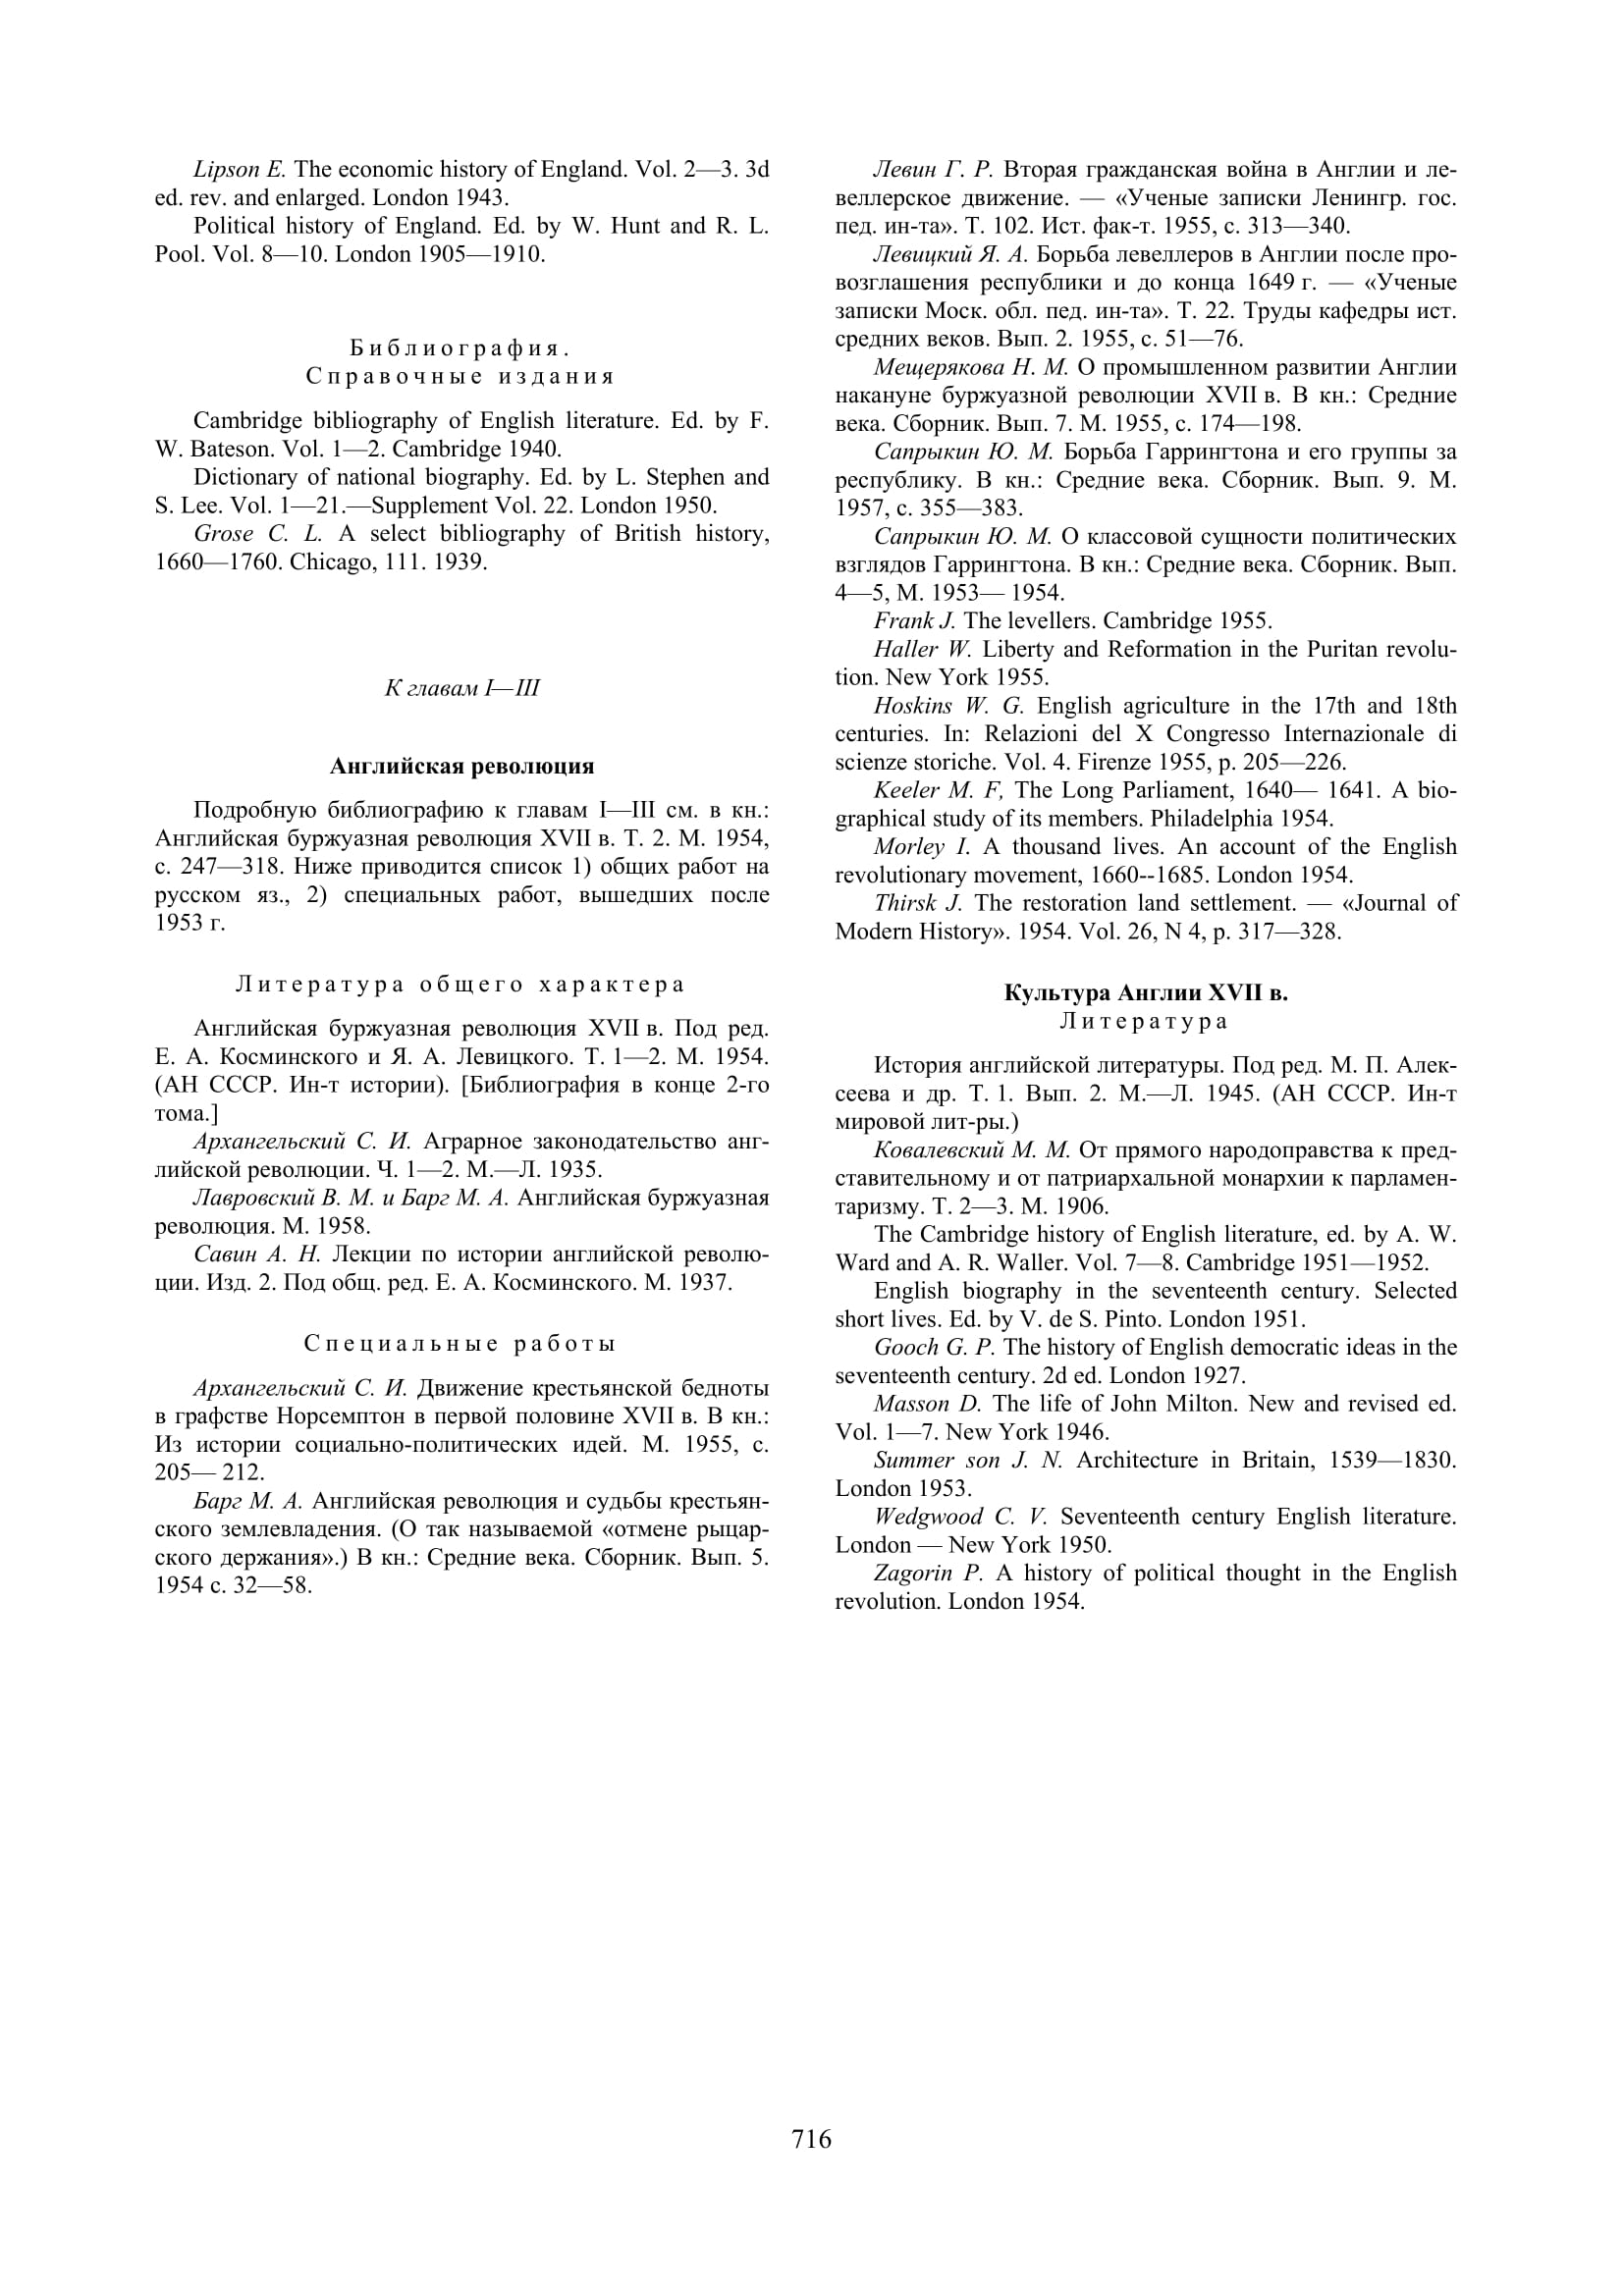 Lipson E. The economic history of England. Vol. 2—3. 3d
ed. rev. and enlarged. London 1943.
Political history of England. Ed. by W. Hunt and R. L.
Pool. Vol. 8—10. London 1905—1910.
Библиография.
Справочные издания
Cambridge bibliography of English literature. Ed. by F.
W. Bateson. Vol. 1—2. Cambridge 1940.
Dictionary of national biography. Ed. by L. Stephen and
S. Lee. Vol. 1—21.—Supplement Vol. 22. London 1950.
Grose C. L. A select bibliography of British history,
1660—1760. Chicago, 111. 1939.
К главам I—III
Английская революция
Подробную библиографию к главам I—III см. в кн.:
Английская буржуазная революция XVII в. Т. 2. М. 1954,
с. 247—318. Ниже приводится список 1) общих работ на
русском яз., 2) специальных работ, вышедших после
1953 г.
Литература общего характера
Английская буржуазная революция XVII в. Под ред.
Е. А. Косминского и Я. А. Левицкого. Т. 1—2. М. 1954.
(АН СССР. Ин-т истории). [Библиография в конце 2-го
тома.]
Архангельский С. И. Аграрное законодательство анг-
лийской революции. Ч. 1—2. М.—Л. 1935.
Лавровский В. М. и Барг М. А. Английская буржуазная
революция. М. 1958.
Савин А. Н. Лекции по истории английской револю-
ции. Изд. 2. Под общ. ред. Е. А. Косминского. М. 1937.
Специальные работы
Архангельский С. И. Движение крестьянской бедноты
в графстве Норсемптон в первой половине XVII в. В кн.:
Из истории социально-политических идей. М. 1955, с.
205— 212.
Барг М. А. Английская революция и судьбы крестьян-
ского землевладения. (О так называемой «отмене рыцар-
ского держания».) В кн.: Средние века. Сборник. Вып. 5.
1954 с. 32—58.
Левин Г. Р. Вторая гражданская война в Англии и ле-
веллерское движение. — «Ученые записки Ленингр. гос.
пед. ин-та». Т. 102. Ист. фак-т. 1955, с. 313—340.
Левицкий Я. А. Борьба левеллеров в Англии после про-
возглашения республики и до конца 1649 г. — «Ученые
записки Моск. обл. пед. ин-та». Т. 22. Труды кафедры ист.
средних веков. Вып. 2. 1955, с. 51—76.
Мещерякова Н. М. О промышленном развитии Англии
накануне буржуазной революции XVII в. В кн.: Средние
века. Сборник. Вып. 7. М. 1955, с. 174—198.
Сапрыкин Ю. М. Борьба Гаррингтона и его группы за
республику. В кн.: Средние века. Сборник. Вып. 9. М.
1957, с. 355—383.
Сапрыкин Ю. М. О классовой сущности политических
взглядов Гаррингтона. В кн.: Средние века. Сборник. Вып.
4—5, М. 1953— 1954.
Frank J. The levellers. Cambridge 1955.
Haller W. Liberty and Reformation in the Puritan revolu-
tion. New York 1955.
Hoskins W. G. English agriculture in the 17th and 18th
centuries. In: Relazioni del X Congresso Internazionale di
scienze storiche. Vol. 4. Firenze 1955, p. 205—226.
Keeler M. F, The Long Parliament, 1640— 1641. A bio-
graphical study of its members. Philadelphia 1954.
Morley I. A thousand lives. An account of the English
revolutionary movement, 1660--1685. London 1954.
Thirsk J. The restoration land settlement. — «Journal of
Modern History». 1954. Vol. 26, N 4, p. 317—328.
Культура Англии XVII в.
Литература
История английской литературы. Под ред. М. П. Алек-
сеева и др. Т. 1. Вып. 2. М.—Л. 1945. (АН СССР. Ин-т
мировой лит-ры.)
Ковалевский М. М. От прямого народоправства к пред-
ставительному и от патриархальной монархии к парламен-
таризму. Т. 2—3. М. 1906.
The Cambridge history of English literature, ed. by A. W.
Ward and A. R. Waller. Vol. 7—8. Cambridge 1951—1952.
English biography in the seventeenth century. Selected
short lives. Ed. by V. de S. Pinto. London 1951.
Gooch G. P. The history of English democratic ideas in the
seventeenth century. 2d ed. London 1927.
Masson D. The life of John Milton. New and revised ed.
Vol. 1—7. New York 1946.
Summer son J. N. Architecture in Britain, 1539—1830.
London 1953.
Wedgwood C. V. Seventeenth century English literature.
London — New York 1950.
Zagorin P. A history of political thought in the English
revolution. London 1954.
716